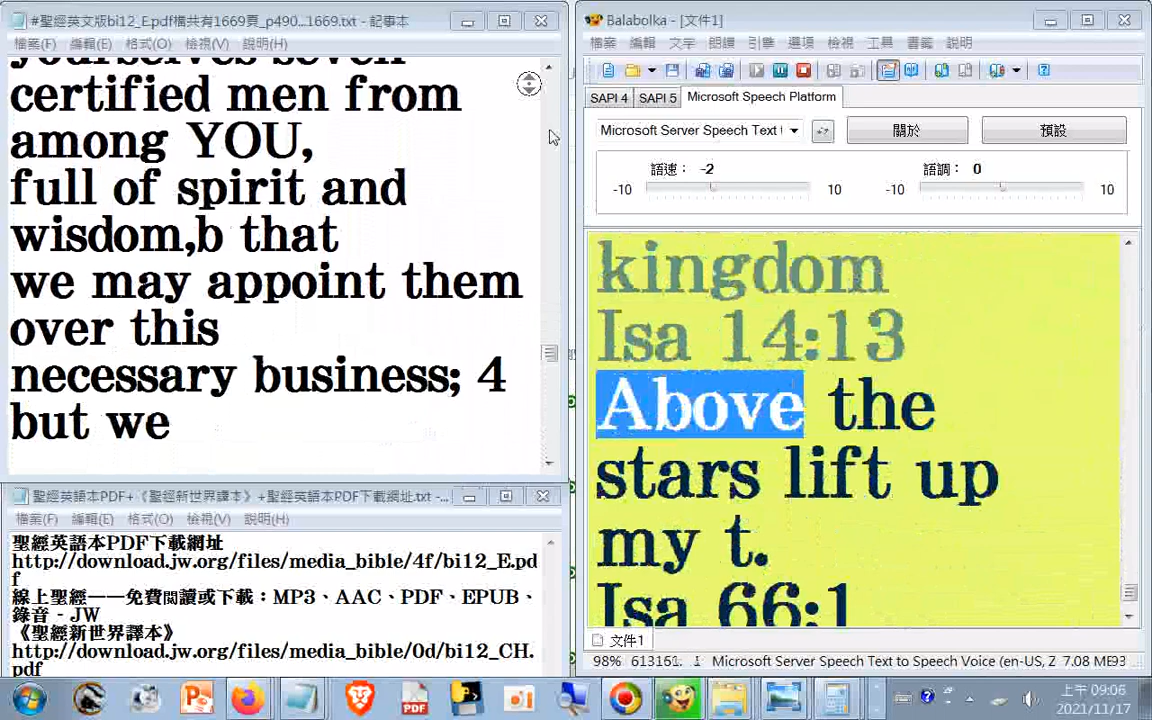 #聖經英文版bi12_E.pdf檔共有1669頁_p490...1669.txt - 記事本
檔案(F) 編輯(E) 格式(O) 檢視(V) 說明(H)
yourselves seven
certified men from
among YOU,
full of spirit and
wisdom,b that
we may appoint them
over this
necessary business; 4
but we
聖經英語本PDF+《聖經新世界譯本》+聖經英語本PDF下載網址.txt - ...
檔案(F) 編輯(E) 格式(O) 檢視(V) 說明(H)
聖經英語本PDF下載網址
http://download.jw.org/files/media_bible/4f/bi12_E.pd
f
線上聖經——免費閱讀或下載：MP3、AAC、PDF、EPUB、
錄音 - JW
《聖經新世界譯本》
http://download.jw.org/files/media_bible/0d/bi12_CH.
pdf
Balabolka - [文件1]
檔案 編輯 文字 朗讀 引擎 選項 檢視 工具 書籤 說明
SAPI 4 SAPI 5 Microsoft Speech Platform
Microsoft Server Speech Text 關於 預設
語速： -2 語調： 0
-10 10 -10 10
kingdom
Isa 14:13
Above the
stars lift up
my t.
Isa 66:1
文件1
98% 613151. 1 Microsoft Server Speech Text to Speech Voice (en-US, Z 7.08 ME93
PDF
上午 09:06
2021/11/17